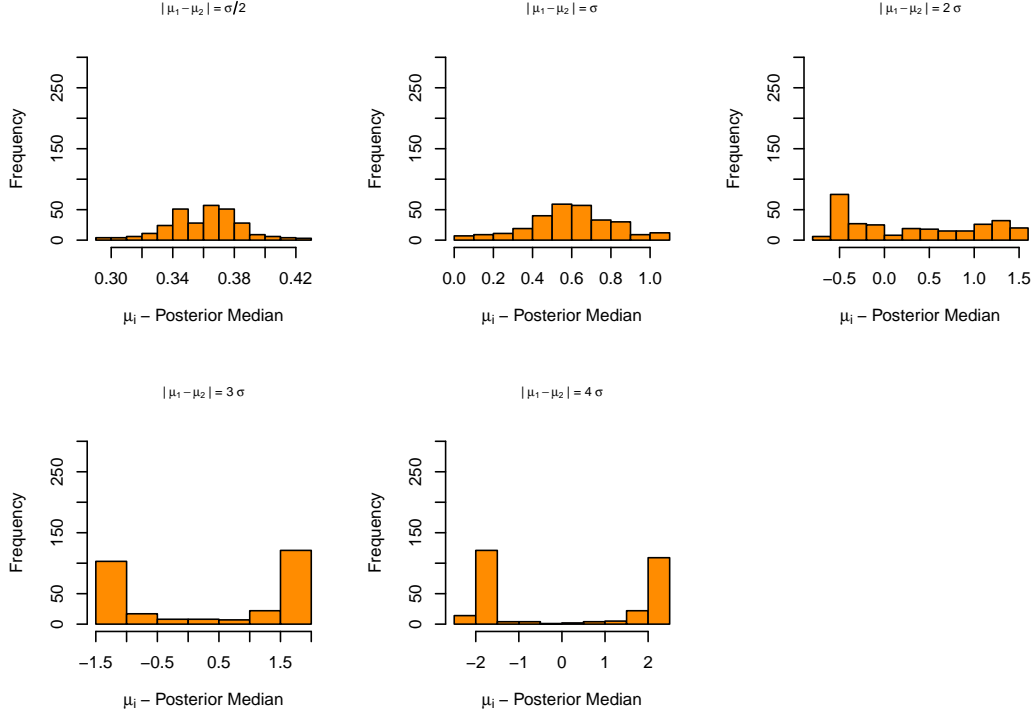 | μ₁ − μ₂ | = σ/2
Frequency
0 50 150 250
0.30 0.34 0.38 0.42
μᵢ − Posterior Median
| μ₁ − μ₂ | = σ
Frequency
0 50 150 250
0.0 0.2 0.4 0.6 0.8 1.0
μᵢ − Posterior Median
| μ₁ − μ₂ | = 2 σ
Frequency
0 50 150 250
−0.5 0.0 0.5 1.0 1.5
μᵢ − Posterior Median
| μ₁ − μ₂ | = 3 σ
Frequency
0 50 150 250
−1.5 −0.5 0.5 1.5
μᵢ − Posterior Median
| μ₁ − μ₂ | = 4 σ
Frequency
0 50 150 250
−2 −1 0 1 2
μᵢ − Posterior Median